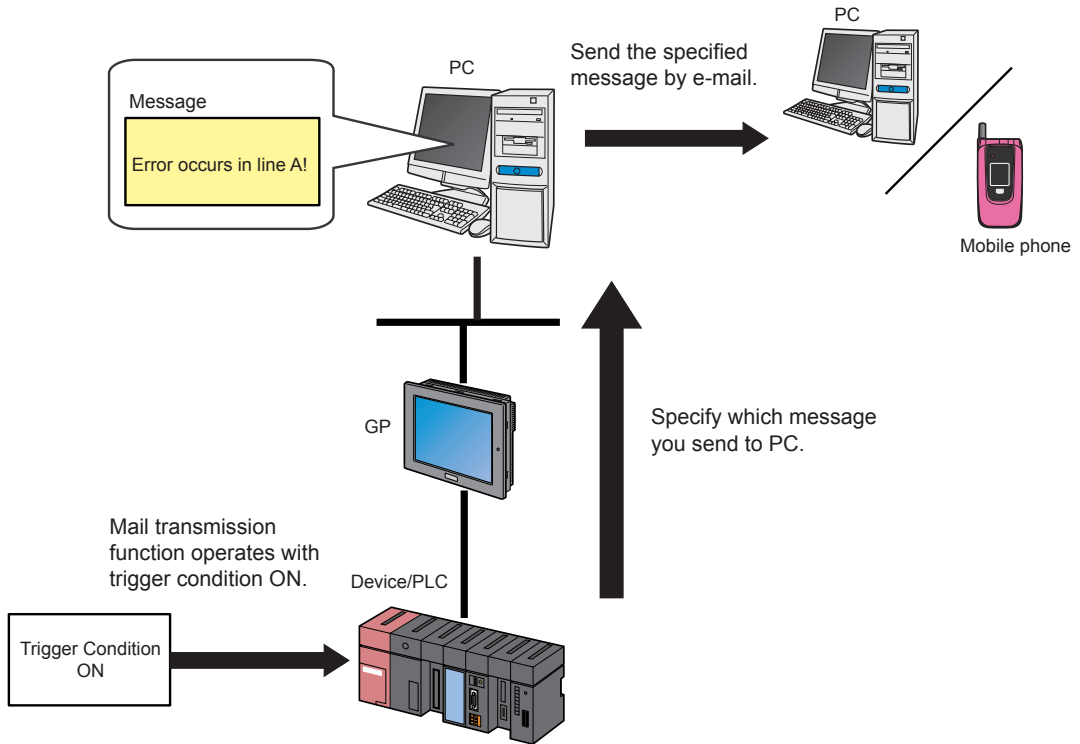 PC
Send the specified
message by e-mail.
PC
Message
Error occurs in line A!
Mobile phone
GP
Specify which message
you send to PC.
Mail transmission
function operates with
trigger condition ON.
Device/PLC
Trigger Condition
ON